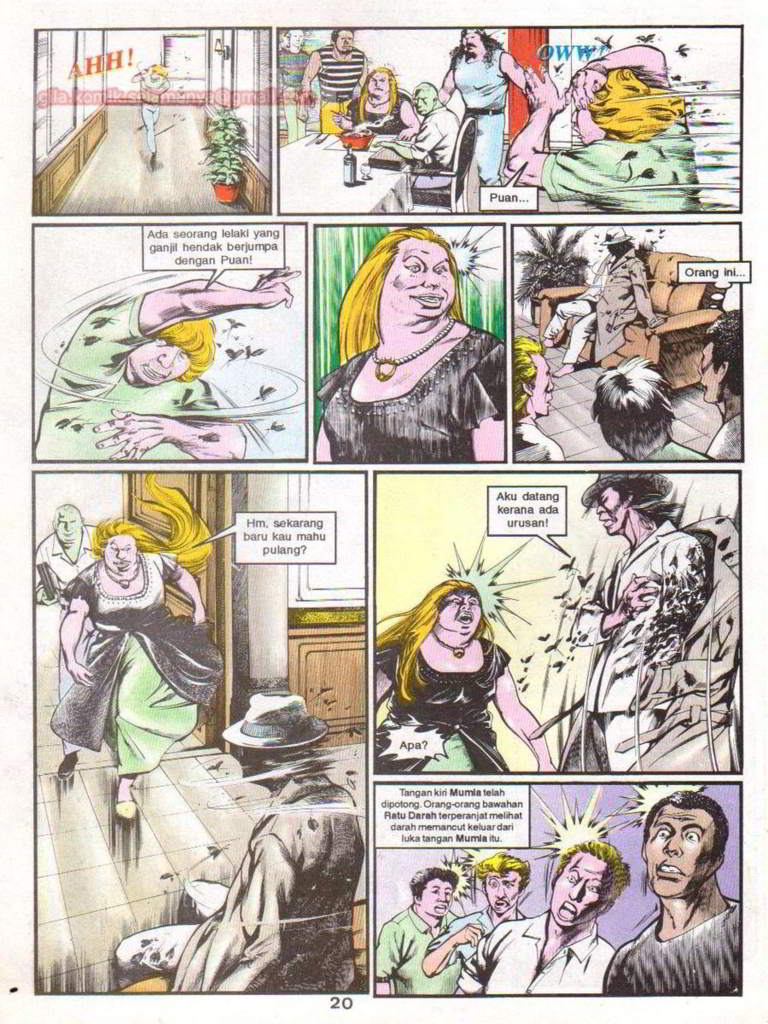 AHH!
OWW!
Puan...
Ada seorang lelaki yang
ganjil hendak berjumpa
dengan Puan!
Orang ini...
Hm, sekarang
baru kau mahu
pulang?
Aku datang
kerana ada
urusan!
Apa?
Tangan kiri Mumia telah
dipotong. Orang-orang bawahan
Ratu Darah terperanjat melihat
darah memancut keluar dari
luka tangan Mumia itu.
20